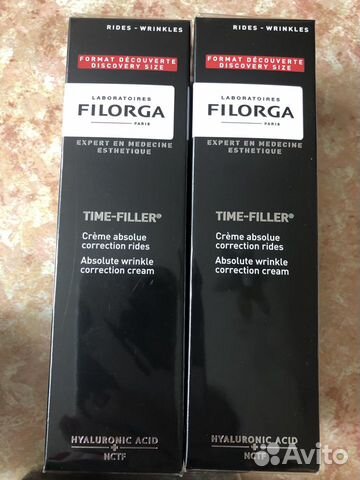 RIDES - WRINKLES
FORMAT DÉCOUVERTE
DISCOVERY SIZE
LABORATOIRES
FILORGA
PARIS
EXPERT EN MEDECINE
ESTHETIQUE
TIME-FILLER®
Crème absolue
correction rides
Absolute wrinkle
correction cream
HYALURONIC ACID
+
NCTF
RIDES - WRINKLES
FORMAT DÉCOUVERTE
DISCOVERY SIZE
LABORATOIRES
FILORGA
PARIS
EXPERT EN MEDECINE
ESTHETIQUE
TIME-FILLER®
Crème absolue
correction rides
Absolute wrinkle
correction cream
HYALURONIC ACID
+
NCTF
Avito